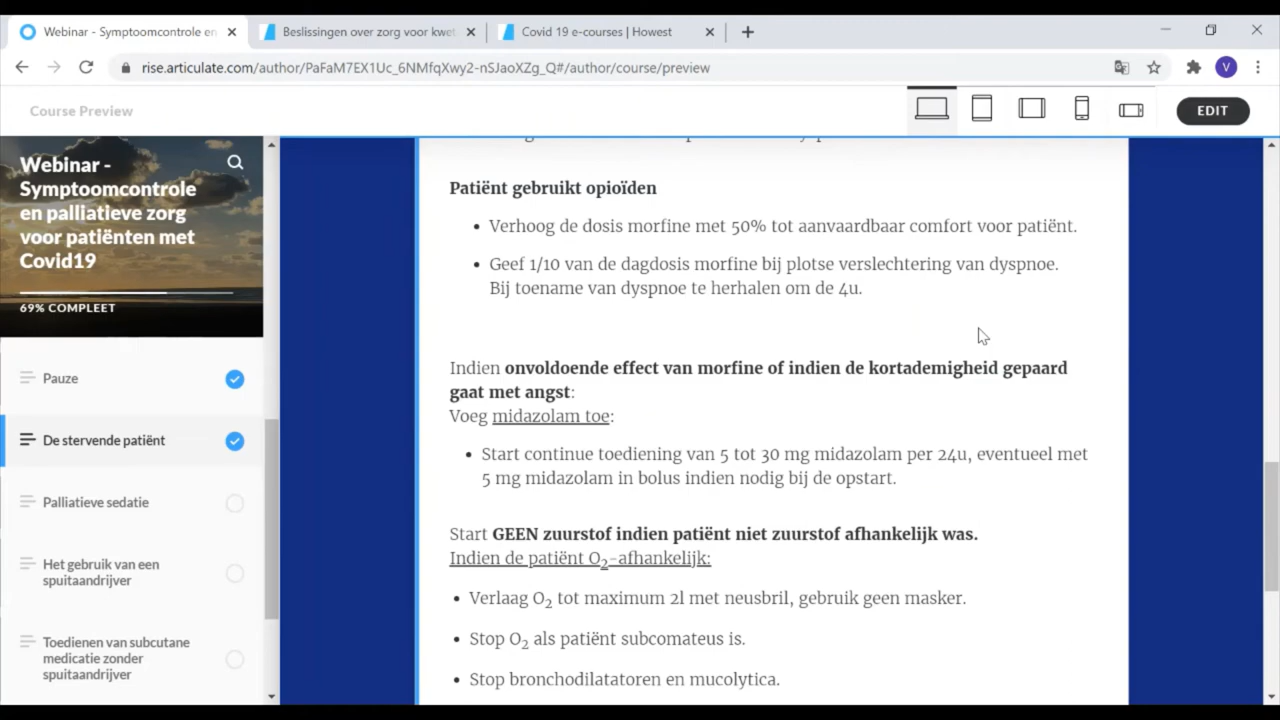 Webinar - Symptoomcontrole en
Beslissingen over zorg voor kwet
Covid 19 e-courses | Howest
rise.articulate.com/author/PaFaM7EX1Uc_6NMfqXwy2-nSJaoXZg_Q#/author/course/preview
V
Course Preview
EDIT
Webinar -
Symptoomcontrole
en palliatieve zorg
voor patiënten met
Covid19
69% COMPLEET
Pauze
De stervende patiënt
Palliatieve sedatie
Het gebruik van een
spuitaandrijver
Toedienen van subcutane
medicatie zonder
spuitaandrijver
Patiënt gebruikt opioïden
• Verhoog de dosis morfine met 50% tot aanvaardbaar comfort voor patiënt.
• Geef 1/10 van de dagdosis morfine bij plotse verslechtering van dyspnoe.
Bij toename van dyspnoe te herhalen om de 4u.
Indien onvoldoende effect van morfine of indien de kortademigheid gepaard
gaat met angst:
Voeg midazolam toe:
• Start continue toediening van 5 tot 30 mg midazolam per 24u, eventueel met
5 mg midazolam in bolus indien nodig bij de opstart.
Start GEEN zuurstof indien patiënt niet zuurstof afhankelijk was.
Indien de patiënt O2-afhankelijk:
• Verlaag O2 tot maximum 2l met neusbril, gebruik geen masker.
• Stop O2 als patiënt subcomateus is.
• Stop bronchodilatatoren en mucolytica.